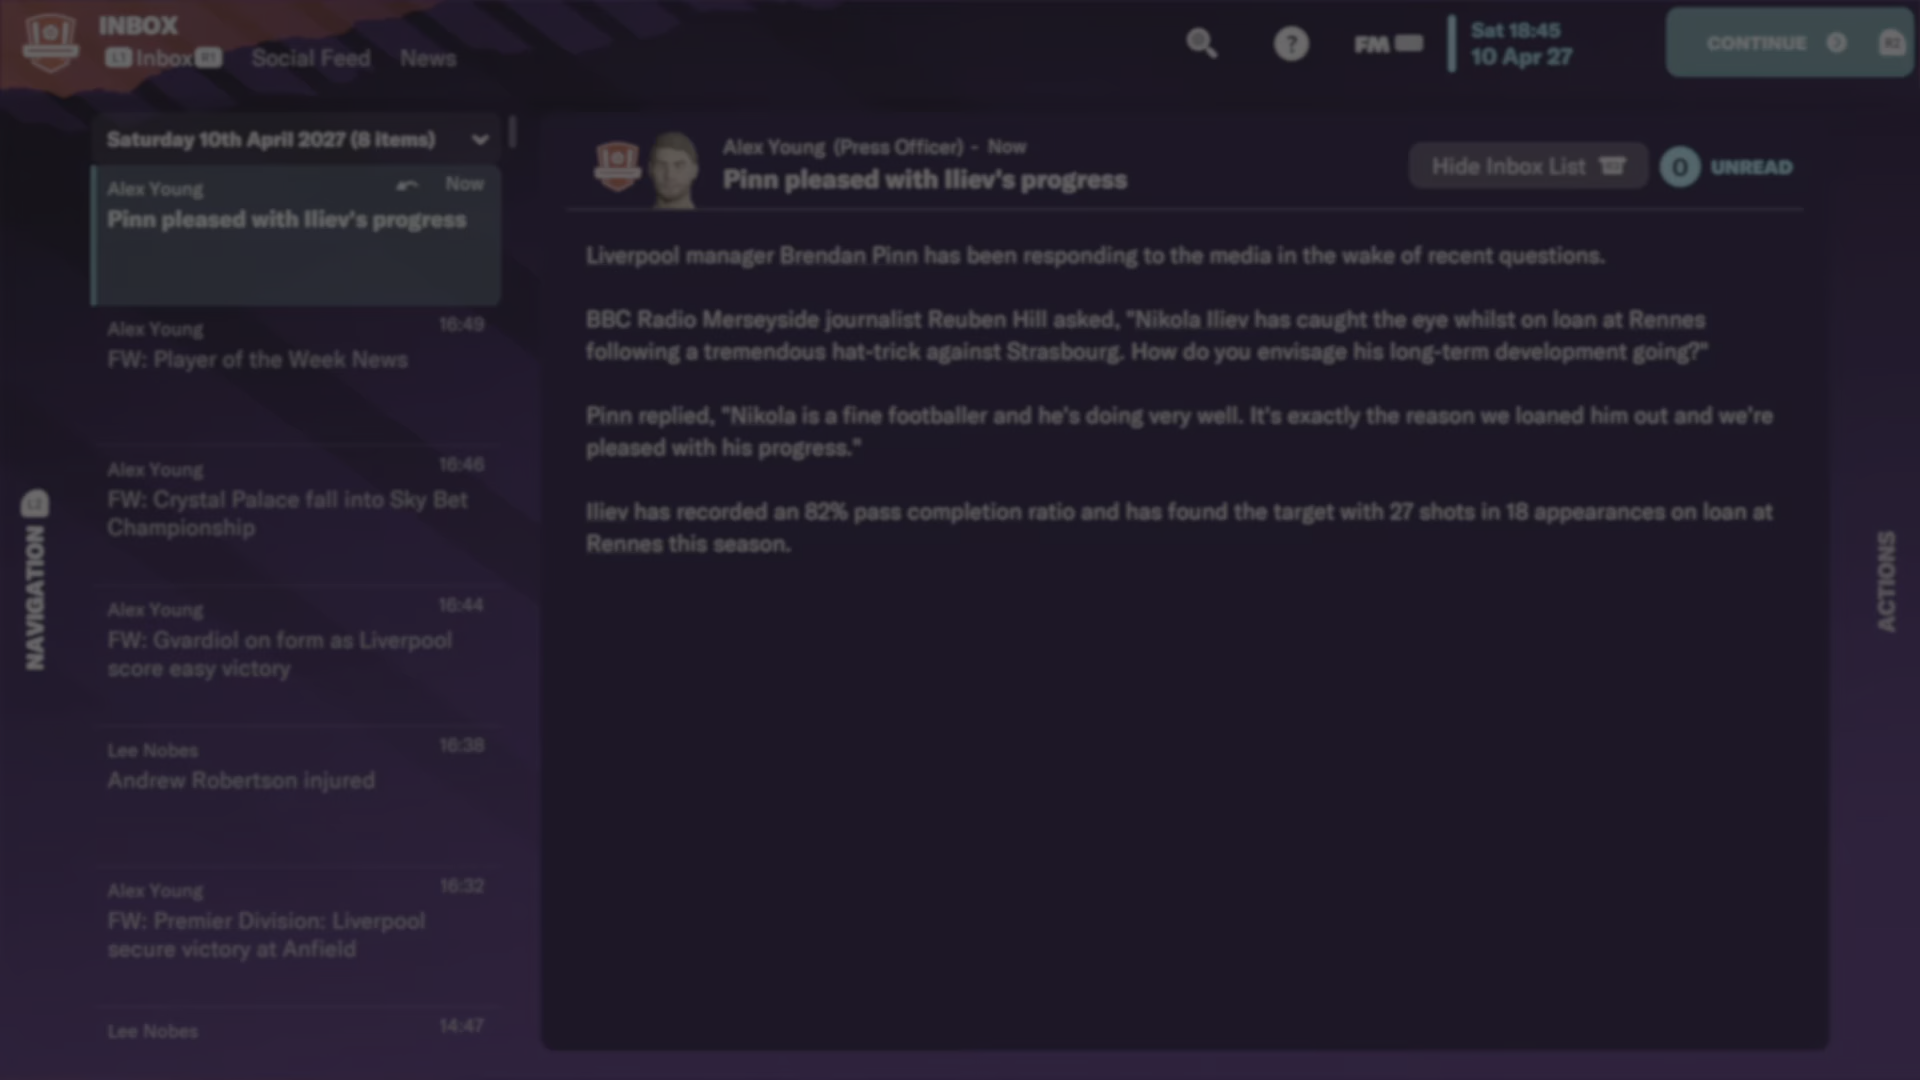 INBOX
L1 Inbox R1 Social Feed News
FM
Sat 18:45
10 Apr 27
CONTINUE R2
Saturday 10th April 2027 (8 items)
Alex Young Now
Pinn pleased with Iliev's progress
Alex Young 16:49
FW: Player of the Week News
Alex Young 16:46
FW: Crystal Palace fall into Sky Bet
Championship
Alex Young 16:44
FW: Gvardiol on form as Liverpool
score easy victory
Lee Nobes 16:38
Andrew Robertson injured
Alex Young 16:32
FW: Premier Division: Liverpool
secure victory at Anfield
Lee Nobes 14:47
Alex Young (Press Officer) - Now
Pinn pleased with Iliev's progress
Hide Inbox List
0 UNREAD
Liverpool manager Brendan Pinn has been responding to the media in the wake of recent questions.
BBC Radio Merseyside journalist Reuben Hill asked, "Nikola Iliev has caught the eye whilst on loan at Rennes
following a tremendous hat-trick against Strasbourg. How do you envisage his long-term development going?"
Pinn replied, "Nikola is a fine footballer and he's doing very well. It's exactly the reason we loaned him out and we're
pleased with his progress."
Iliev has recorded an 82% pass completion ratio and has found the target with 27 shots in 18 appearances on loan at
Rennes this season.
NAVIGATION L2
ACTIONS